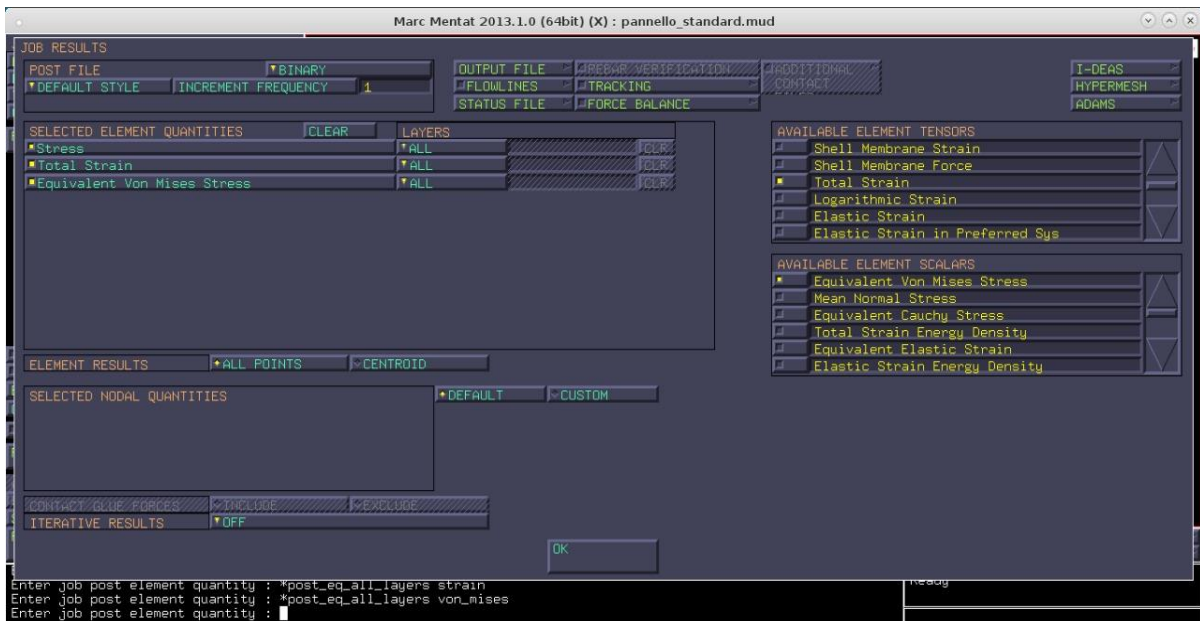 Marc Mentat 2013.1.0 (64bit) (X) : pannello_standard.mud
JOB RESULTS
POST FILE BINARY
DEFAULT STYLE INCREMENT FREQUENCY 1
OUTPUT FILE REBAR VERIFICATION ADDITIONAL
FLOWLINES TRACKING CONTACT
STATUS FILE FORCE BALANCE
I-DEAS
HYPERMESH
ADAMS
SELECTED ELEMENT QUANTITIES CLEAR LAYERS
Stress ALL CLR
Total Strain ALL CLR
Equivalent Von Mises Stress ALL CLR
AVAILABLE ELEMENT TENSORS
Shell Membrane Strain
Shell Membrane Force
Total Strain
Logarithmic Strain
Elastic Strain
Elastic Strain in Preferred Sys
AVAILABLE ELEMENT SCALARS
Equivalent Von Mises Stress
Mean Normal Stress
Equivalent Cauchy Stress
Total Strain Energy Density
Equivalent Elastic Strain
Elastic Strain Energy Density
ELEMENT RESULTS ALL POINTS CENTROID
SELECTED NODAL QUANTITIES DEFAULT CUSTOM
CONTACT GLUE FORCES INCLUDE EXCLUDE
ITERATIVE RESULTS OFF
OK
Enter job post element quantity : *post_eq_all_layers strain
Enter job post element quantity : *post_eq_all_layers von_mises
Enter job post element quantity :
Ready